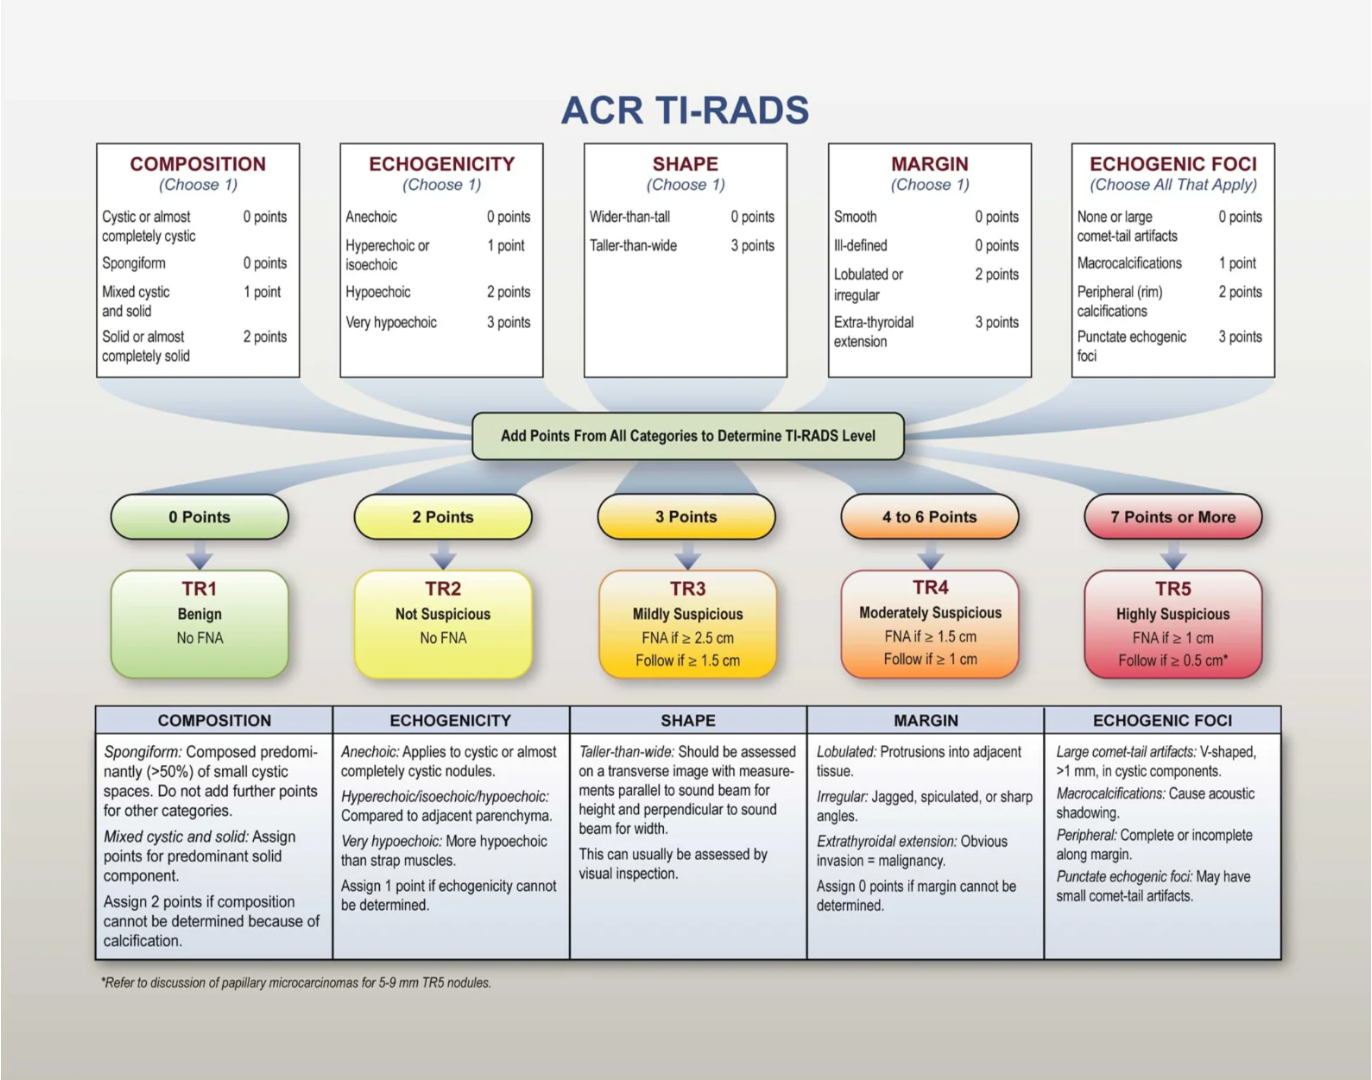 ACR TI-RADS
COMPOSITION
(Choose 1)
Cystic or almost 0 points
completely cystic
Spongiform 0 points
Mixed cystic 1 point
and solid
Solid or almost 2 points
completely solid
ECHOGENICITY
(Choose 1)
Anechoic 0 points
Hyperechoic or 1 point
isoechoic
Hypoechoic 2 points
Very hypoechoic 3 points
SHAPE
(Choose 1)
Wider-than-tall 0 points
Taller-than-wide 3 points
MARGIN
(Choose 1)
Smooth 0 points
Ill-defined 0 points
Lobulated or 2 points
irregular
Extra-thyroidal 3 points
extension
ECHOGENIC FOCI
(Choose All That Apply)
None or large 0 points
comet-tail artifacts
Macrocalcifications 1 point
Peripheral (rim) 2 points
calcifications
Punctate echogenic 3 points
foci
Add Points From All Categories to Determine TI-RADS Level
0 Points
2 Points
3 Points
4 to 6 Points
7 Points or More
TR1
Benign
No FNA
TR2
Not Suspicious
No FNA
TR3
Mildly Suspicious
FNA if ≥ 2.5 cm
Follow if ≥ 1.5 cm
TR4
Moderately Suspicious
FNA if ≥ 1.5 cm
Follow if ≥ 1 cm
TR5
Highly Suspicious
FNA if ≥ 1 cm
Follow if ≥ 0.5 cm*
COMPOSITION
Spongiform: Composed predomi-
nantly (>50%) of small cystic
spaces. Do not add further points
for other categories.
Mixed cystic and solid: Assign
points for predominant solid
component.
Assign 2 points if composition
cannot be determined because of
calcification.
ECHOGENICITY
Anechoic: Applies to cystic or almost
completely cystic nodules.
Hyperechoic/isoechoic/hypoechoic:
Compared to adjacent parenchyma.
Very hypoechoic: More hypoechoic
than strap muscles.
Assign 1 point if echogenicity cannot
be determined.
SHAPE
Taller-than-wide: Should be assessed
on a transverse image with measure-
ments parallel to sound beam for
height and perpendicular to sound
beam for width.
This can usually be assessed by
visual inspection.
MARGIN
Lobulated: Protrusions into adjacent
tissue.
Irregular: Jagged, spiculated, or sharp
angles.
Extrathyroidal extension: Obvious
invasion = malignancy.
Assign 0 points if margin cannot be
determined.
ECHOGENIC FOCI
Large comet-tail artifacts: V-shaped,
>1 mm, in cystic components.
Macrocalcifications: Cause acoustic
shadowing.
Peripheral: Complete or incomplete
along margin.
Punctate echogenic foci: May have
small comet-tail artifacts.
*Refer to discussion of papillary microcarcinomas for 5-9 mm TR5 nodules.